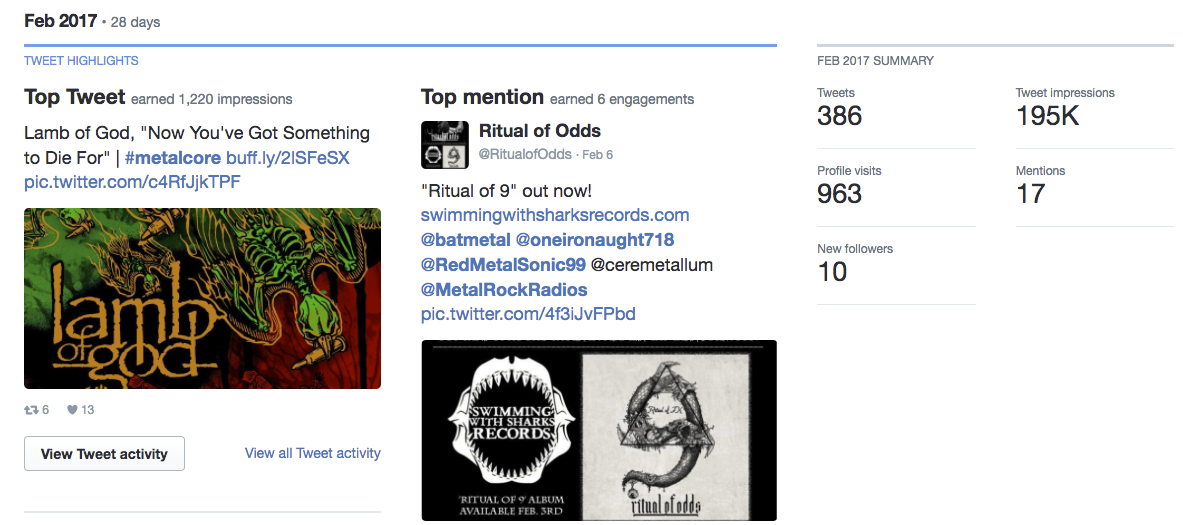 Feb 2017 • 28 days
TWEET HIGHLIGHTS
Top Tweet earned 1,220 impressions
Lamb of God, "Now You've Got Something
to Die For" | #metalcore buff.ly/2lSFeSX
pic.twitter.com/c4RfJjkTPF
lamb
of god
6 13
View Tweet activity
View all Tweet activity
Top mention earned 6 engagements
Ritual of Odds
@RitualofOdds · Feb 6
"Ritual of 9" out now!
swimmingwithsharksrecords.com
@batmetal @oneironaught718
@RedMetalSonic99 @ceremetallum
@MetalRockRadios
pic.twitter.com/4f3iJvFPbd
SWIMMING
WITH SHARKS
RECORDS
'RITUAL OF 9' ALBUM
AVAILABLE FEB. 3RD
ritual of odds
FEB 2017 SUMMARY
Tweets
386
Tweet impressions
195K
Profile visits
963
Mentions
17
New followers
10